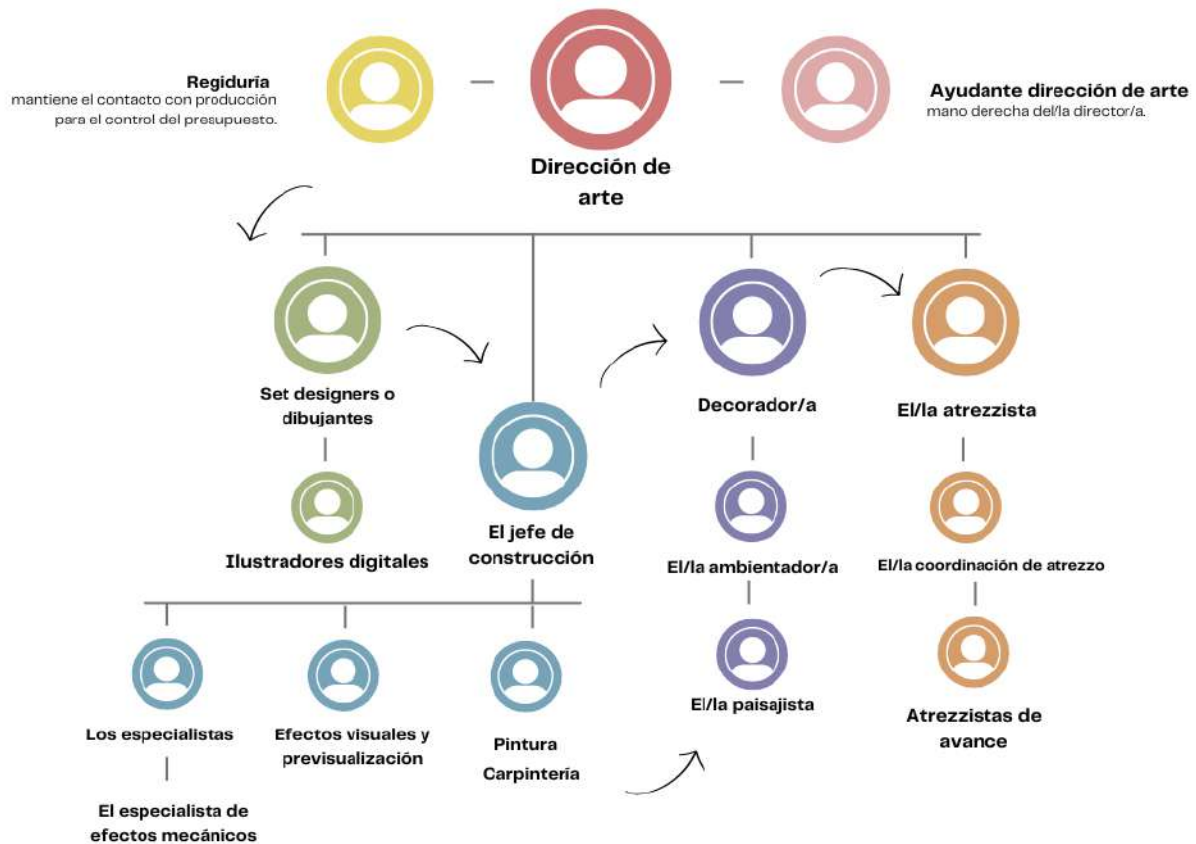 Regiduría
mantiene el contacto con producción
para el control del presupuesto.
Dirección de
arte
Ayudante dirección de arte
mano derecha del/la director/a.
Set designers o
dibujantes
Ilustradores digitales
El jefe de
construcción
Decorador/a
El/la atrezzista
El/la ambientador/a
El/la coordinación de atrezzo
El/la paisajista
Atrezzistas de
avance
Los especialistas
Efectos visuales y
previsualización
Pintura
Carpintería
El especialista de
efectos mecánicos